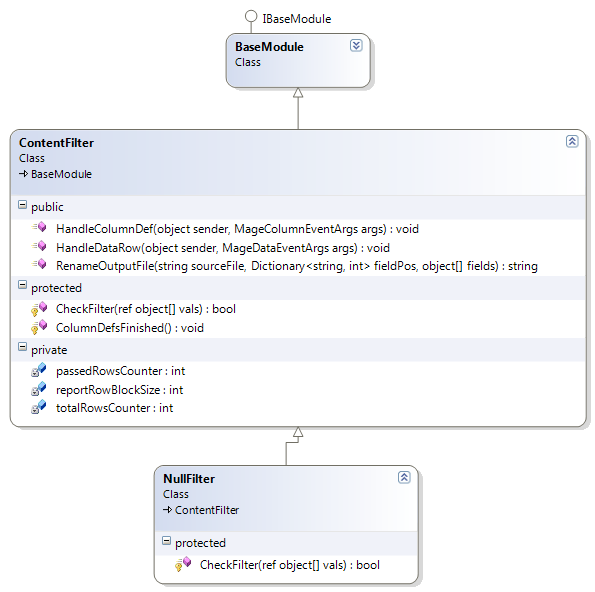 IBaseModule
BaseModule
Class
ContentFilter
Class
BaseModule
public
HandleColumnDef(object sender, MageColumnEventArgs args) : void
HandleDataRow(object sender, MageDataEventArgs args) : void
RenameOutputFile(string sourceFile, Dictionary<string, int> fieldPos, object[] fields) : string
protected
CheckFilter(ref object[] vals) : bool
ColumnDefsFinished() : void
private
passedRowsCounter : int
reportRowBlockSize : int
totalRowsCounter : int
NullFilter
Class
ContentFilter
protected
CheckFilter(ref object[] vals) : bool